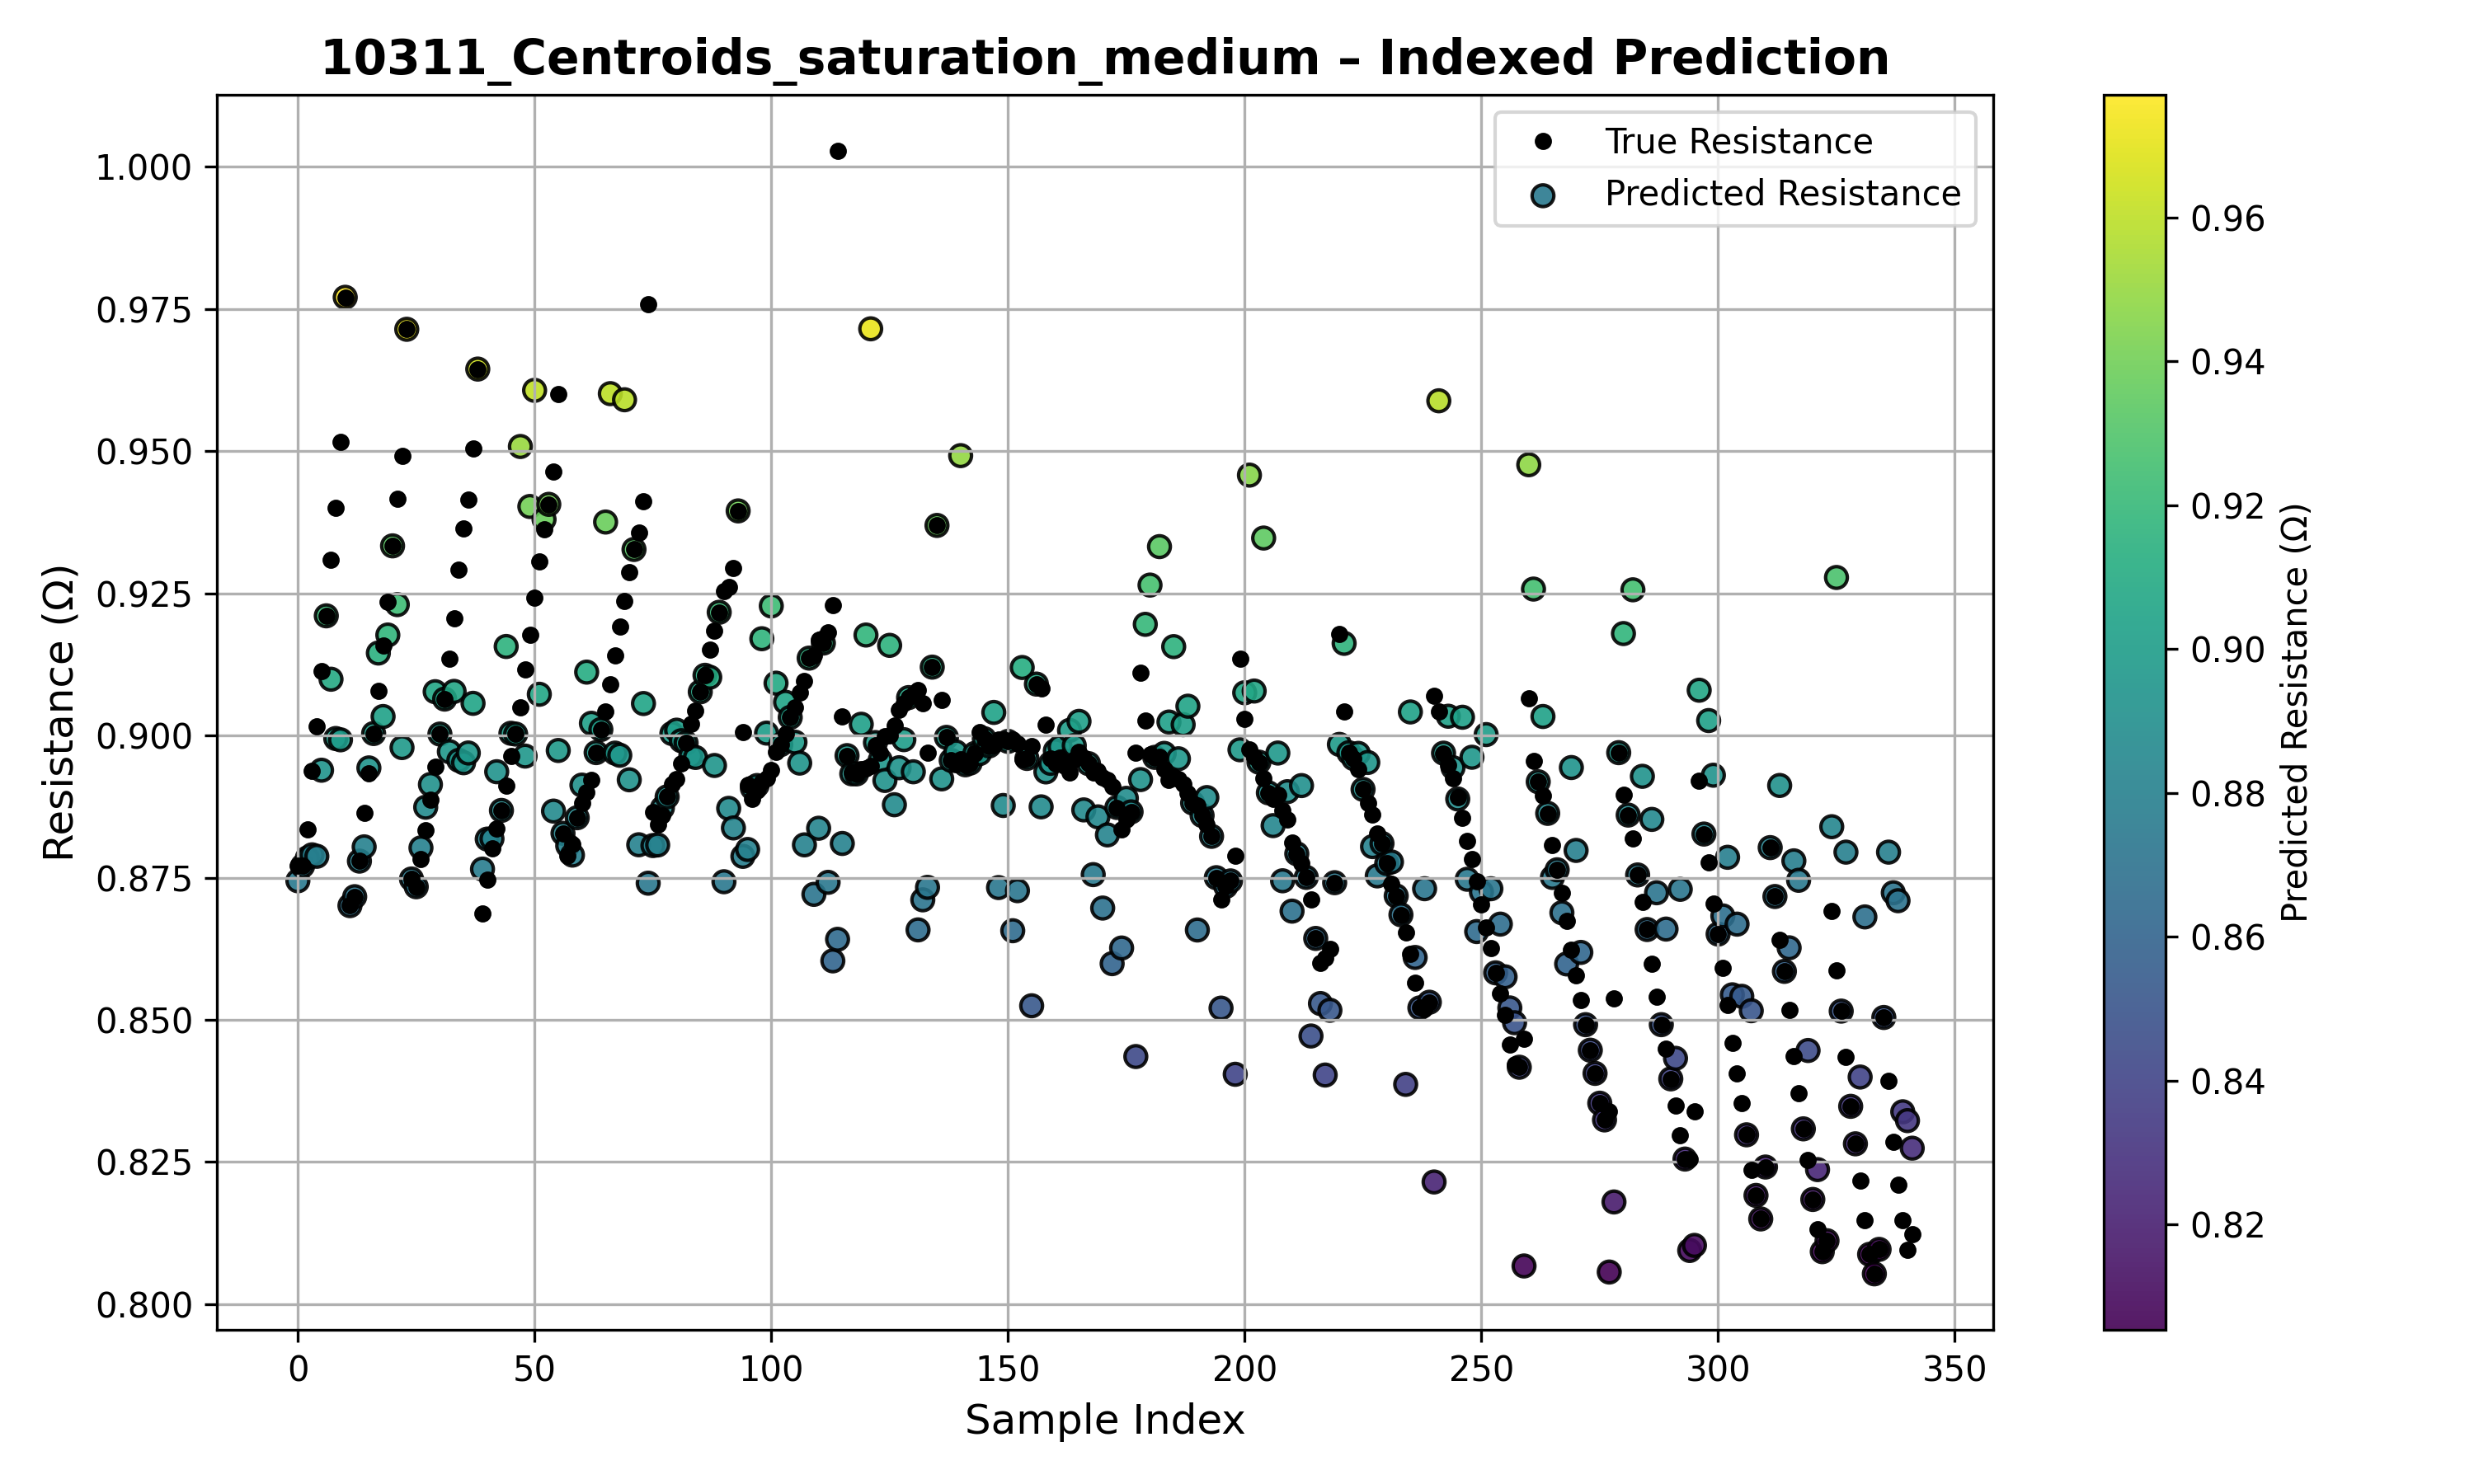 10311_Centroids_saturation_medium – Indexed Prediction
True Resistance
Predicted Resistance
Resistance (Ω)
1.000
0.975
0.950
0.925
0.900
0.875
0.850
0.825
0.800
0 50 100 150 200 250 300 350
Sample Index
0.96
0.94
0.92
0.90
0.88
0.86
0.84
0.82
Predicted Resistance (Ω)